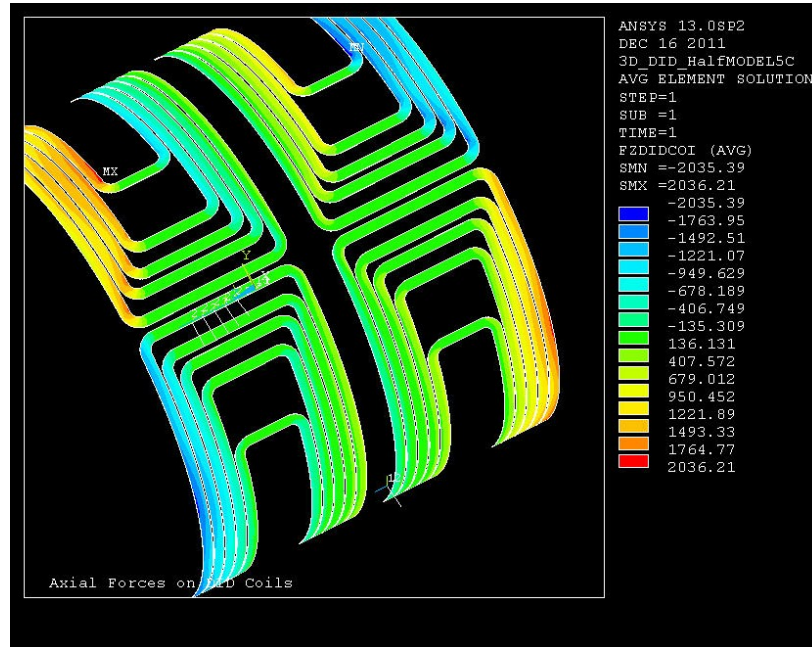 ANSYS 13.0SP2
DEC 16 2011
3D_DID_HalfMODEL5C
AVG ELEMENT SOLUTION
STEP=1
SUB =1
TIME=1
FZDIDCOI (AVG)
SMN =-2035.39
SMX =2036.21
-2035.39
-1763.95
-1492.51
-1221.07
-949.629
-678.189
-406.749
-135.309
136.131
407.572
679.012
950.452
1221.89
1493.33
1764.77
2036.21
MN
MX
Y
X
Axial Forces on DID Coils